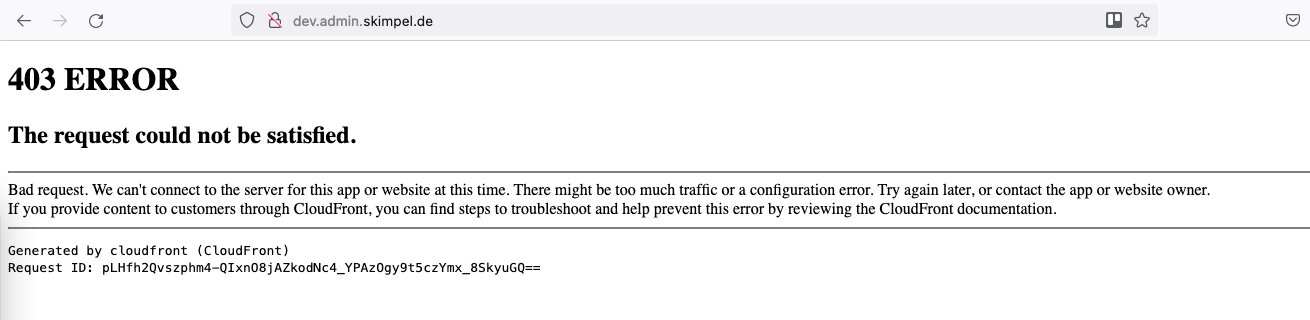 dev.admin.skimpel.de
403 ERROR
The request could not be satisfied.
Bad request. We can't connect to the server for this app or website at this time. There might be too much traffic or a configuration error. Try again later, or contact the app or website owner.
If you provide content to customers through CloudFront, you can find steps to troubleshoot and help prevent this error by reviewing the CloudFront documentation.
Generated by cloudfront (CloudFront)
Request ID: pLHfh2Qvszphm4-QIxnO8jAZkodNc4_YPAzOgy9t5czYmx_8SkyuGQ==